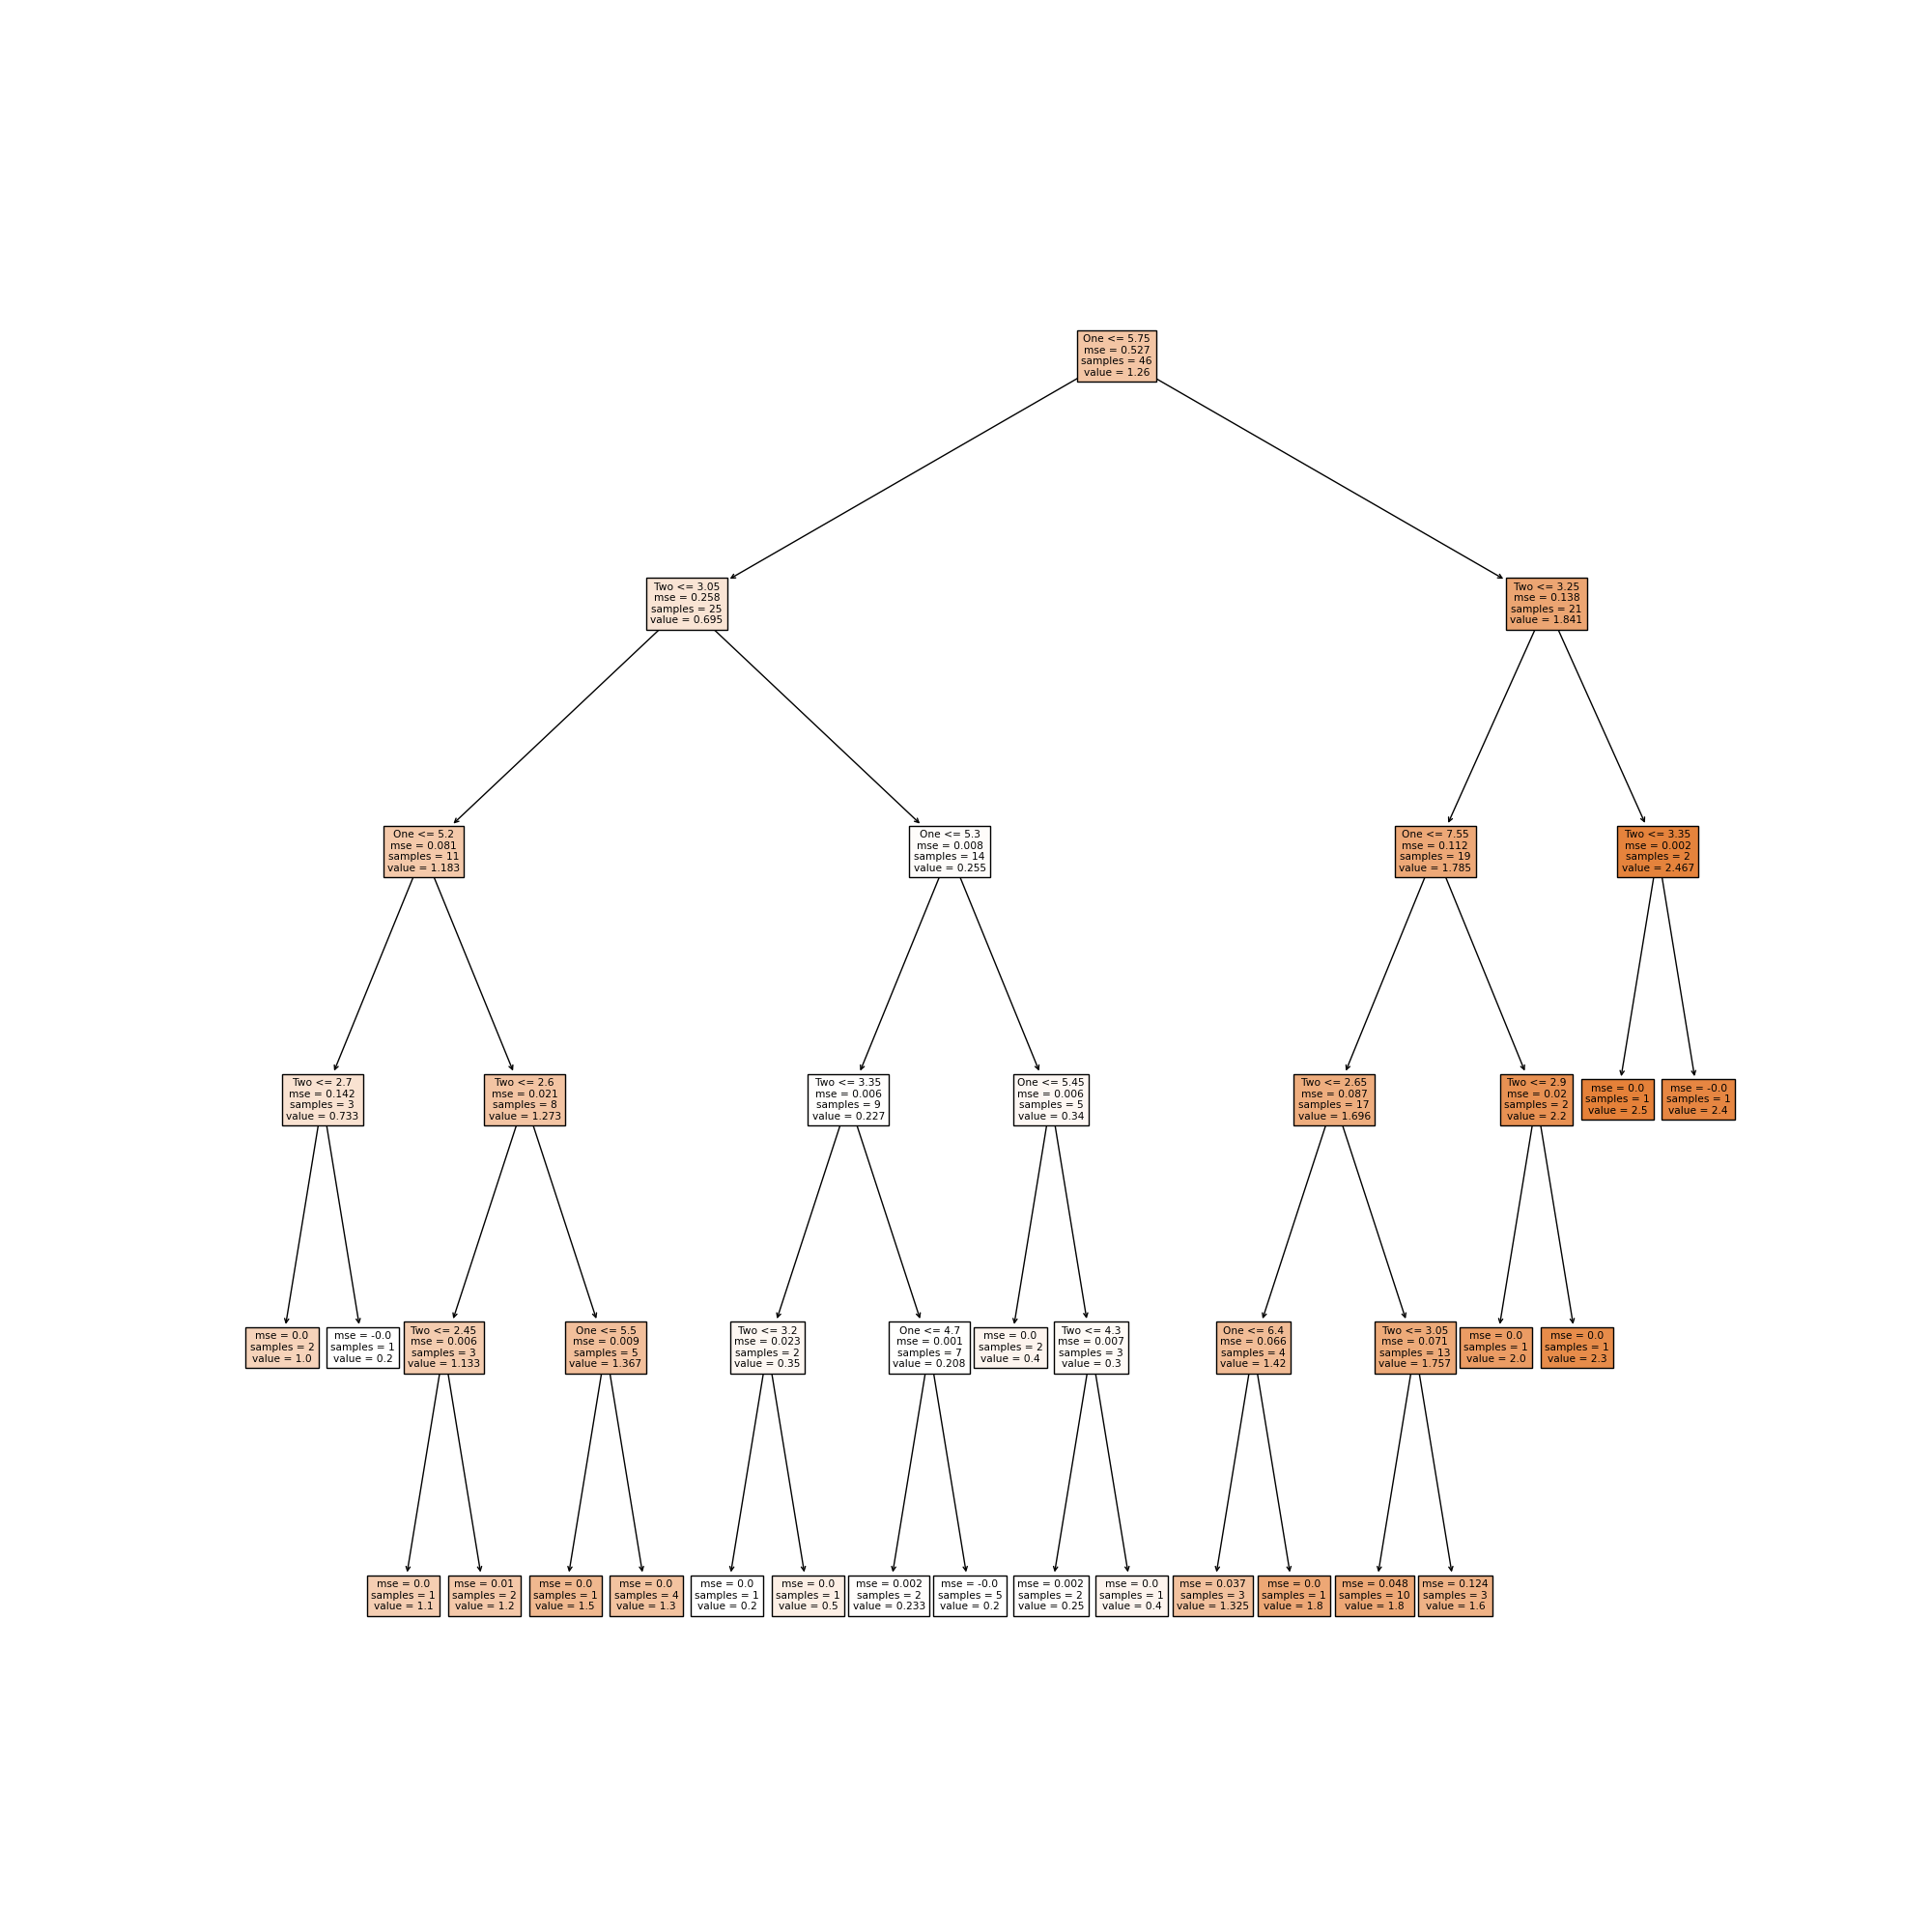 One <= 5.75
mse = 0.527
samples = 46
value = 1.26
Two <= 3.05
mse = 0.258
samples = 25
value = 0.695
Two <= 3.25
mse = 0.138
samples = 21
value = 1.841
One <= 5.2
mse = 0.081
samples = 11
value = 1.183
One <= 5.3
mse = 0.008
samples = 14
value = 0.255
One <= 7.55
mse = 0.112
samples = 19
value = 1.785
Two <= 3.35
mse = 0.002
samples = 2
value = 2.467
Two <= 2.7
mse = 0.142
samples = 3
value = 0.733
Two <= 2.6
mse = 0.021
samples = 8
value = 1.273
Two <= 3.35
mse = 0.006
samples = 9
value = 0.227
One <= 5.45
mse = 0.006
samples = 5
value = 0.34
Two <= 2.65
mse = 0.087
samples = 17
value = 1.696
Two <= 2.9
mse = 0.02
samples = 2
value = 2.2
mse = 0.0
samples = 1
value = 2.5
mse = -0.0
samples = 1
value = 2.4
mse = 0.0
samples = 2
value = 1.0
mse = -0.0
samples = 1
value = 0.2
Two <= 2.45
mse = 0.006
samples = 3
value = 1.133
One <= 5.5
mse = 0.009
samples = 5
value = 1.367
Two <= 3.2
mse = 0.023
samples = 2
value = 0.35
One <= 4.7
mse = 0.001
samples = 7
value = 0.208
mse = 0.0
samples = 2
value = 0.4
Two <= 4.3
mse = 0.007
samples = 3
value = 0.3
One <= 6.4
mse = 0.066
samples = 4
value = 1.42
Two <= 3.05
mse = 0.071
samples = 13
value = 1.757
mse = 0.0
samples = 1
value = 2.0
mse = 0.0
samples = 1
value = 2.3
mse = 0.0
samples = 1
value = 1.1
mse = 0.01
samples = 2
value = 1.2
mse = 0.0
samples = 1
value = 1.5
mse = 0.0
samples = 4
value = 1.3
mse = 0.0
samples = 1
value = 0.2
mse = 0.0
samples = 1
value = 0.5
mse = 0.002
samples = 2
value = 0.233
mse = -0.0
samples = 5
value = 0.2
mse = 0.002
samples = 2
value = 0.25
mse = 0.0
samples = 1
value = 0.4
mse = 0.037
samples = 3
value = 1.325
mse = 0.0
samples = 1
value = 1.8
mse = 0.048
samples = 10
value = 1.8
mse = 0.124
samples = 3
value = 1.6